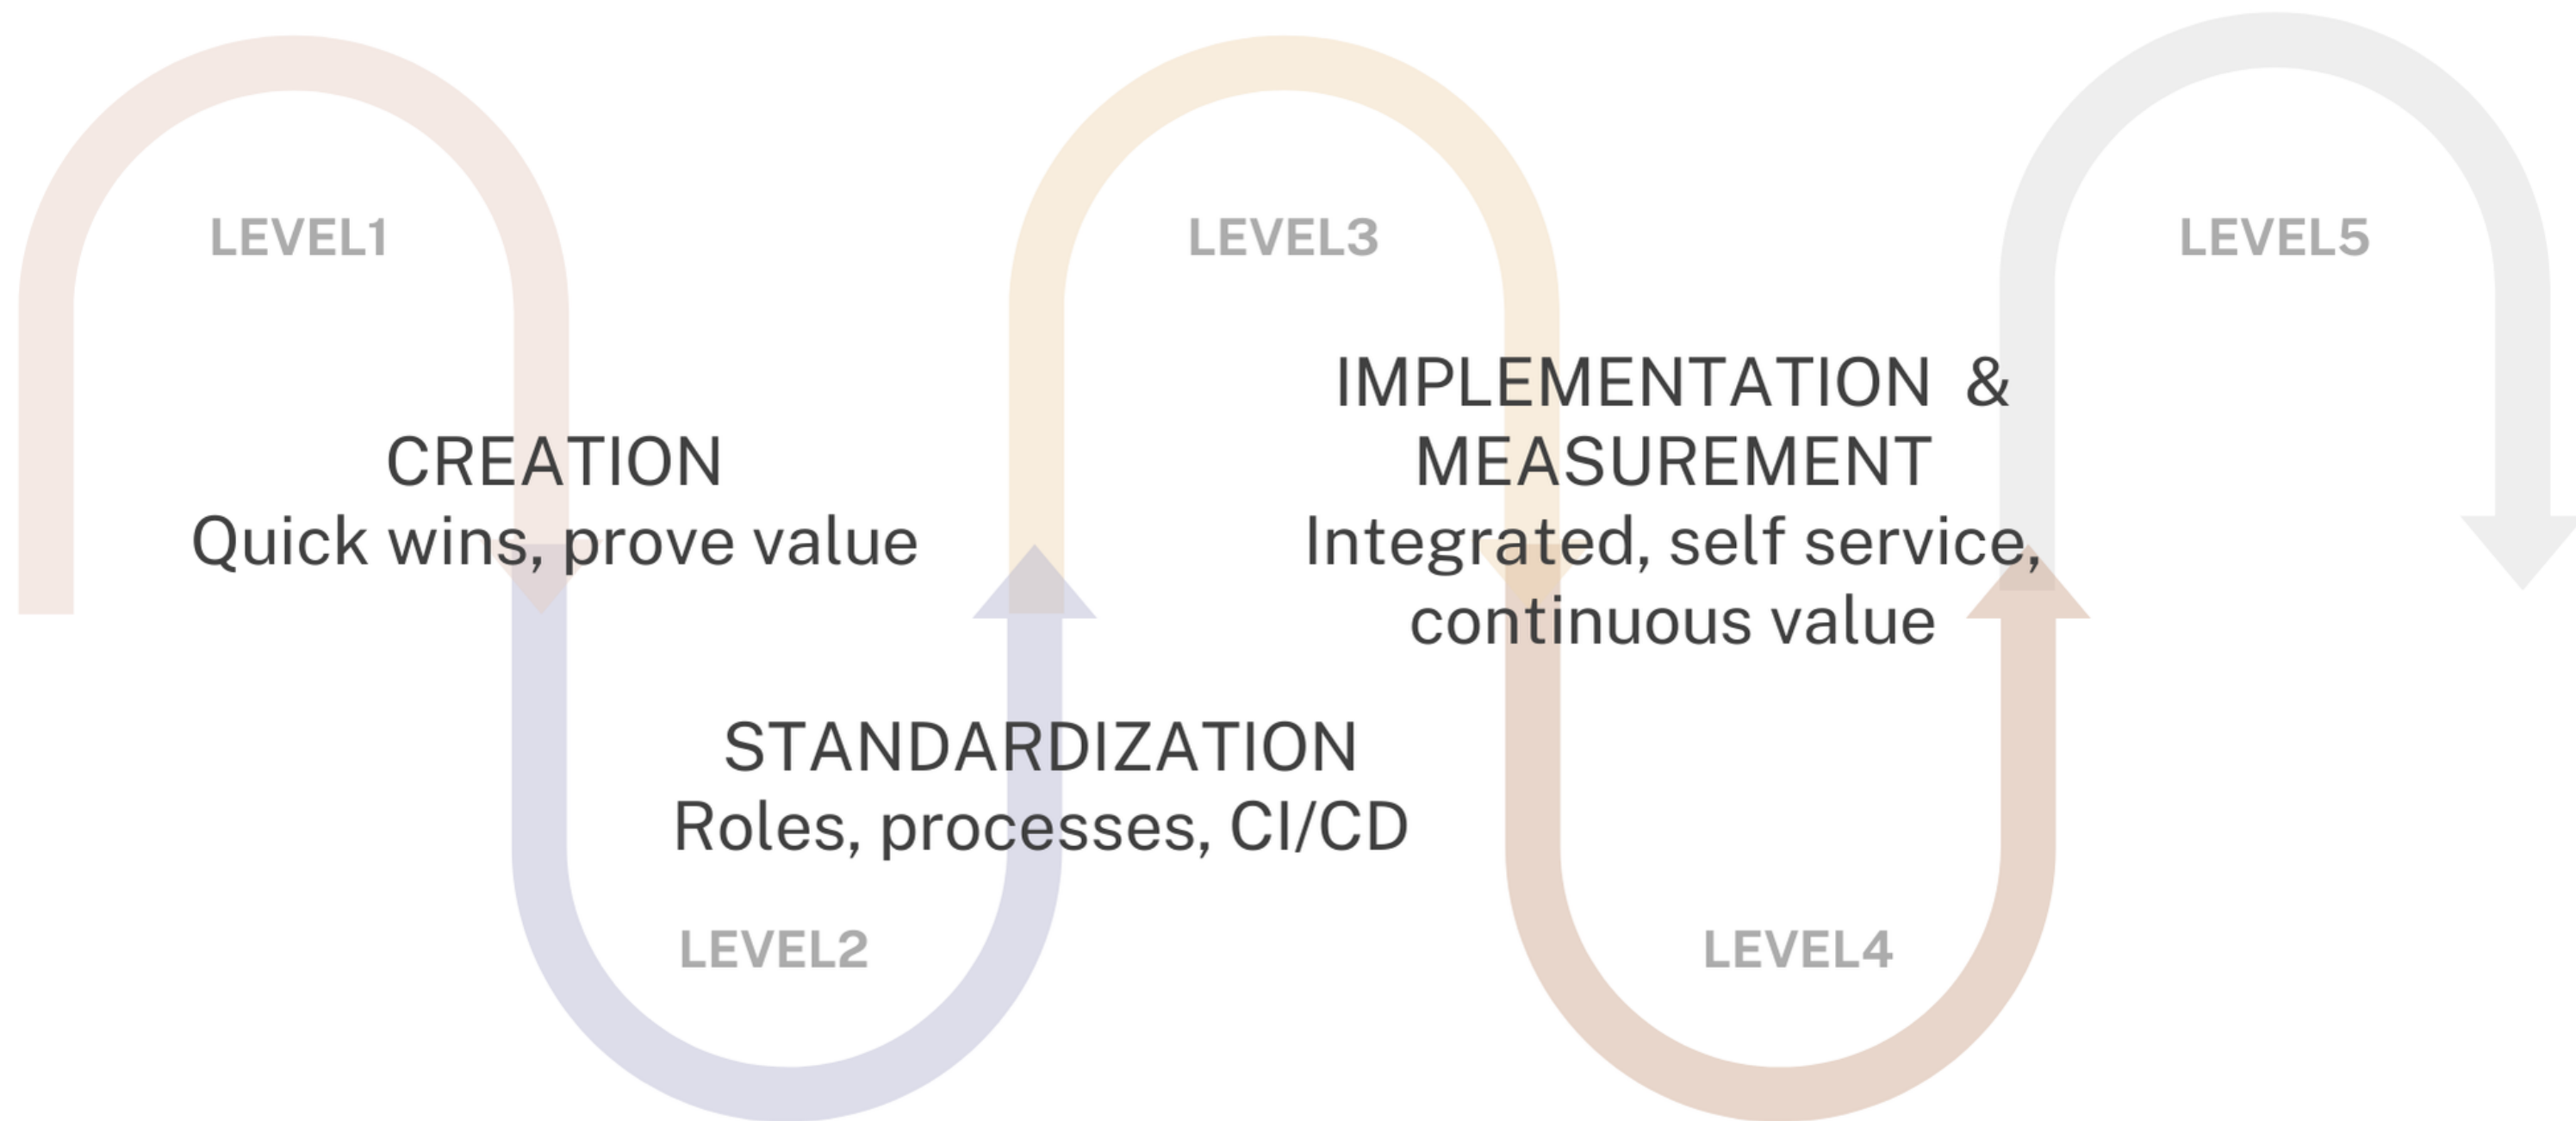 LEVEL1
CREATION
Quick wins, prove value
LEVEL2
STANDARDIZATION
Roles, processes, CI/CD
LEVEL3
IMPLEMENTATION &
MEASUREMENT
Integrated, self service,
continuous value
LEVEL4
LEVEL5